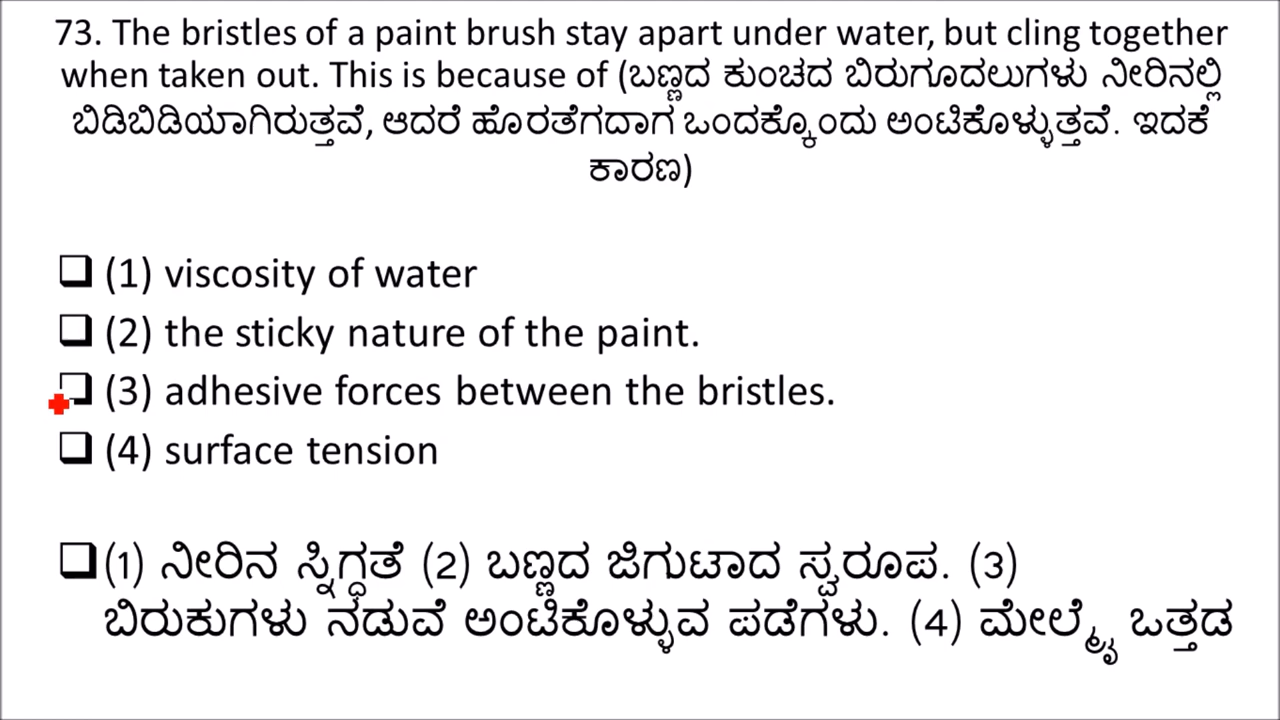 73. The bristles of a paint brush stay apart under water, but cling together
when taken out. This is because of (ಬಣ್ಣದ ಕುಂಚದ ಬಿರುಗೂದಲುಗಳು ನೀರಿನಲ್ಲಿ
ಬಿಡಿಬಿಡಿಯಾಗಿರುತ್ತವೆ, ಆದರೆ ಹೊರತೆಗದಾಗ ಒಂದಕ್ಕೊಂದು ಅಂಟಿಕೊಳ್ಳುತ್ತವೆ. ಇದಕೆ
ಕಾರಣ)
(1) viscosity of water
(2) the sticky nature of the paint.
(3) adhesive forces between the bristles.
(4) surface tension
(1) ನೀರಿನ ಸ್ನಿಗ್ಧತೆ (2) ಬಣ್ಣದ ಜಿಗುಟಾದ ಸ್ವರೂಪ. (3)
ಬಿರುಕುಗಳು ನಡುವೆ ಅಂಟಿಕೊಳ್ಳುವ ಪಡೆಗಳು. (4) ಮೇಲ್ಮೈ ಒತ್ತಡ